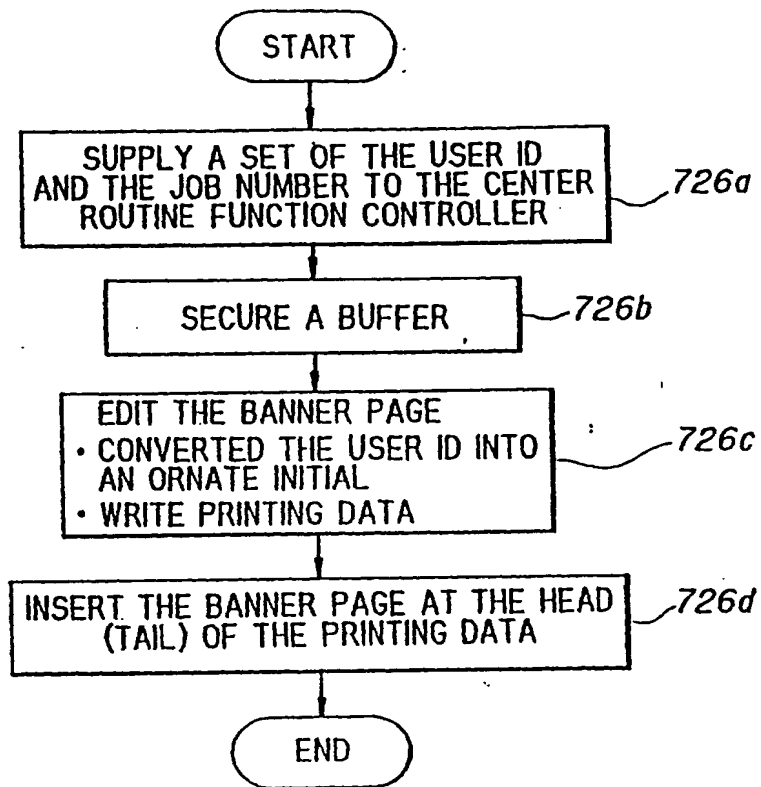 START
SUPPLY A SET OF THE USER ID
AND THE JOB NUMBER TO THE CENTER
ROUTINE FUNCTION CONTROLLER
726a
SECURE A BUFFER
726b
EDIT THE BANNER PAGE
• CONVERTED THE USER ID INTO
AN ORNATE INITIAL
• WRITE PRINTING DATA
726c
INSERT THE BANNER PAGE AT THE HEAD
(TAIL) OF THE PRINTING DATA
726d
END